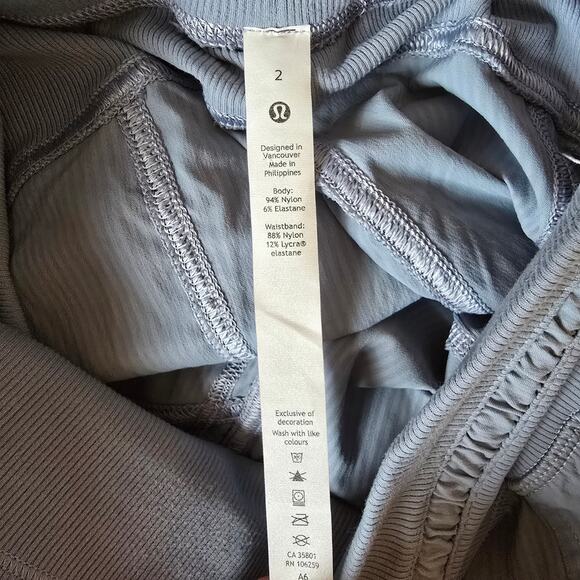 2
Designed in
Vancouver
Made in
Philippines
Body:
94% Nylon
6% Elastane
Waistband:
88% Nylon
12% Lycra®
elastane
Exclusive of
decoration
Wash with like
colours
CA 35801
RN 106259
A6